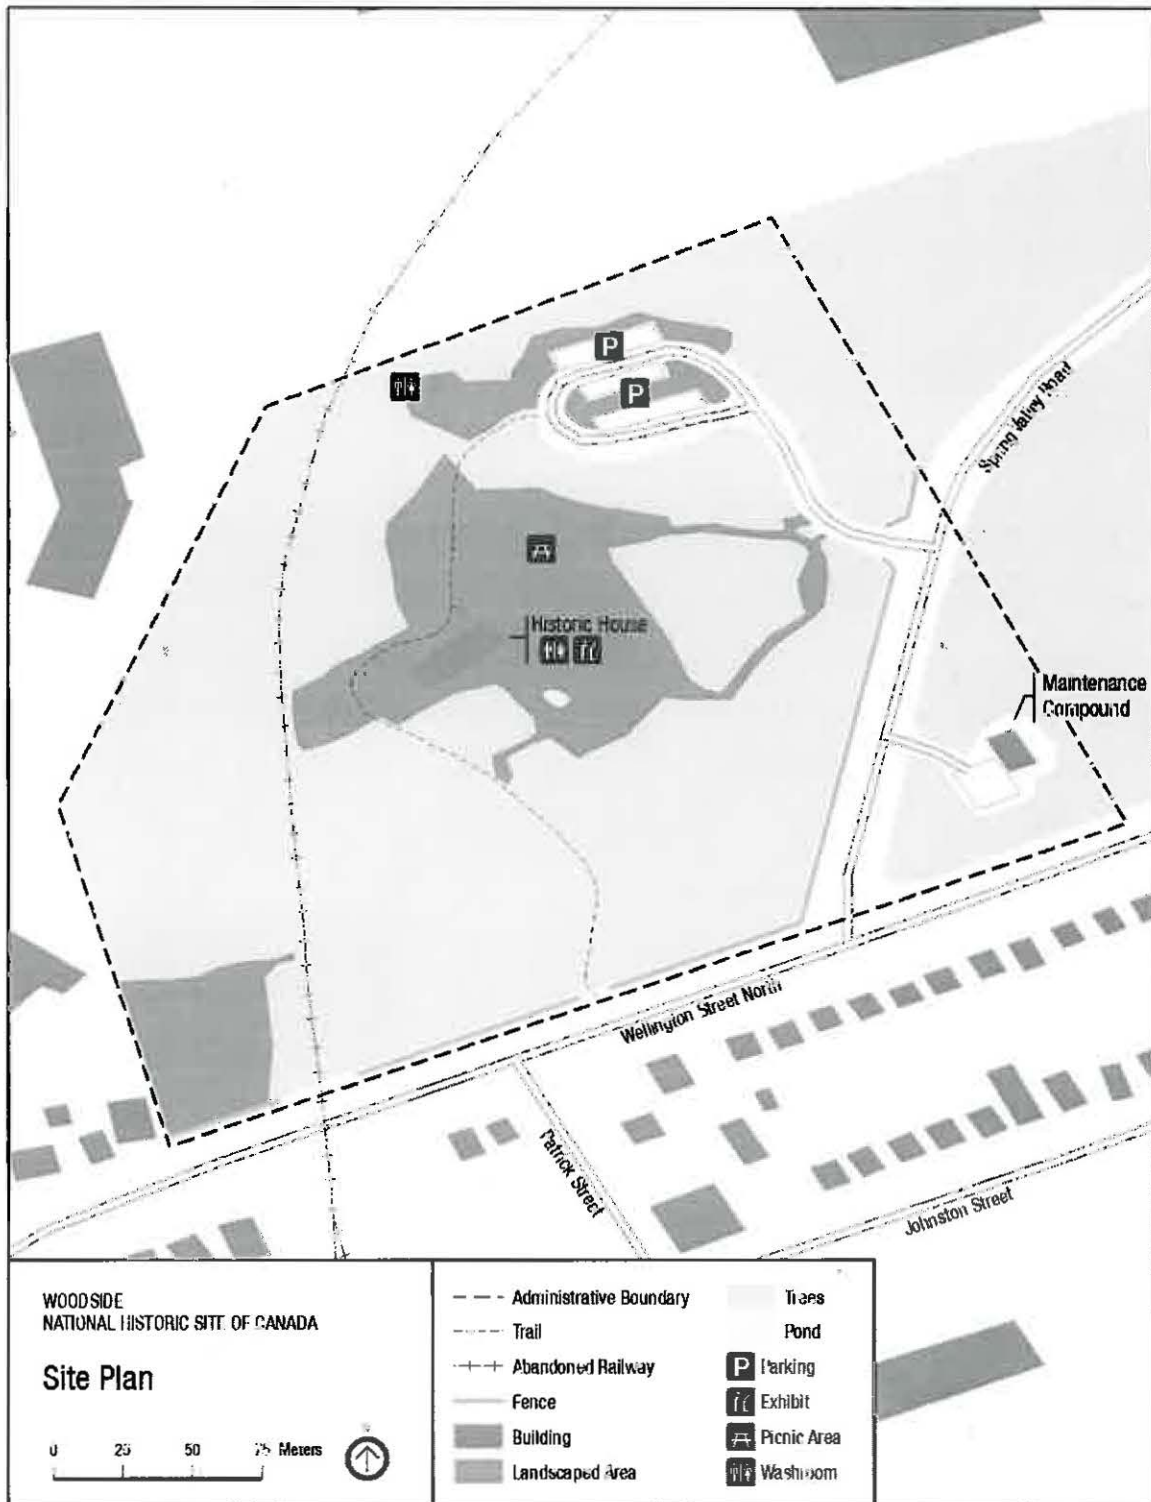 P
P
Spring Valley Road
Historic House
Maintenance
Compound
Wellington Street North
Patrick Street
Johnston Street
WOODSIDE
NATIONAL HISTORIC SITE OF CANADA
Site Plan
0 25 50 75 Meters
Administrative Boundary
Trail
Abandoned Railway
Fence
Building
Landscaped Area
Trees
Pond
P Parking
Exhibit
Picnic Area
Washroom